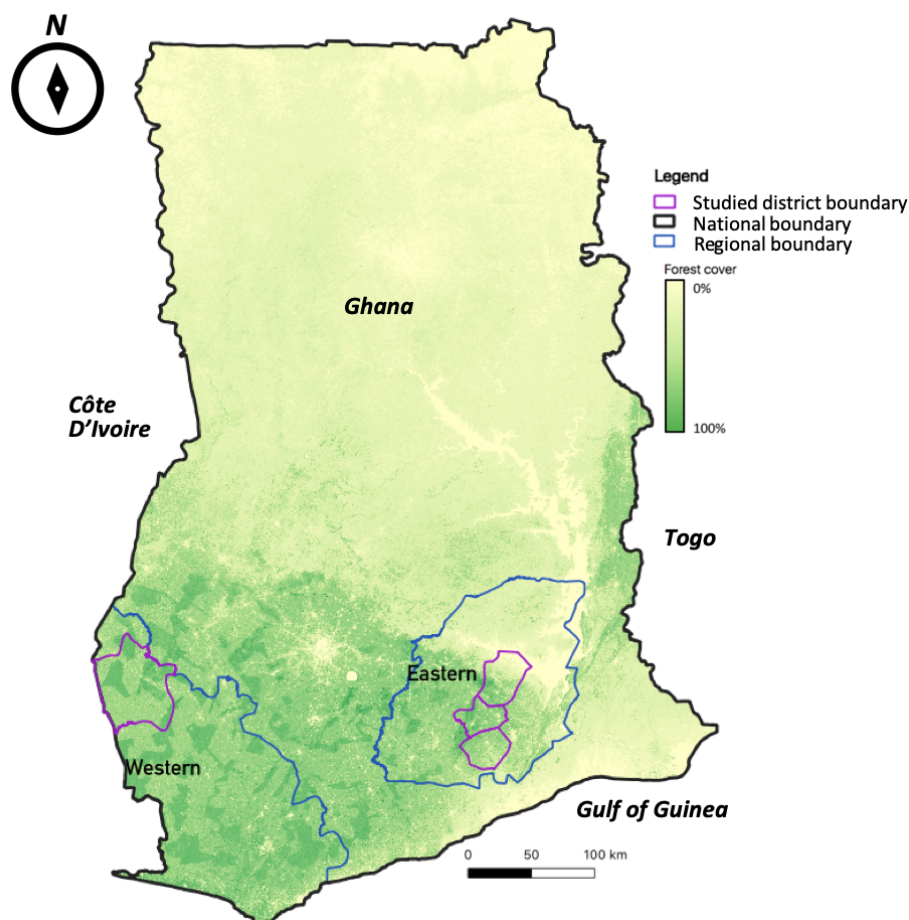 N
Legend
Studied district boundary
National boundary
Regional boundary
Forest cover
0%
100%
Ghana
Côte
D'Ivoire
Togo
Eastern
Western
Gulf of Guinea
0 50 100 km